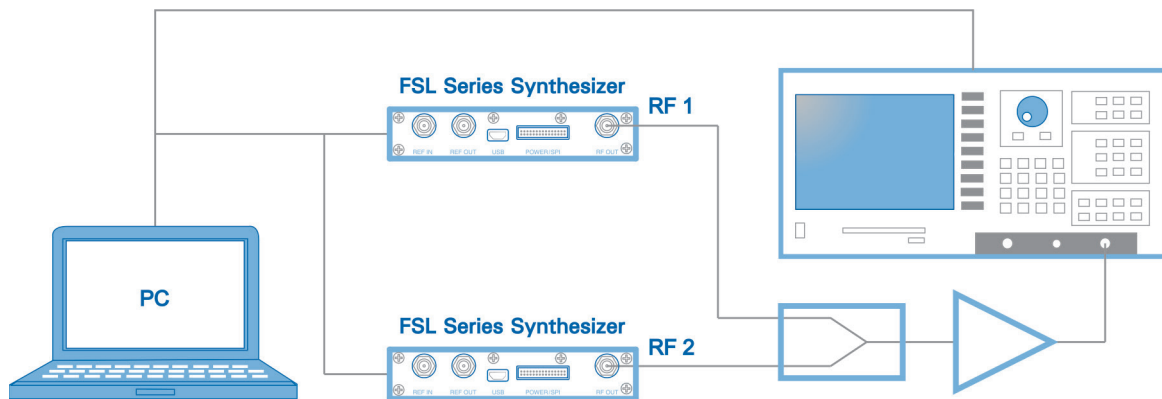 FSL Series Synthesizer
RF 1
REF IN REF OUT USB POWER/SPI RF OUT
PC
FSL Series Synthesizer
RF 2
REF IN REF OUT USB POWER/SPI RF OUT